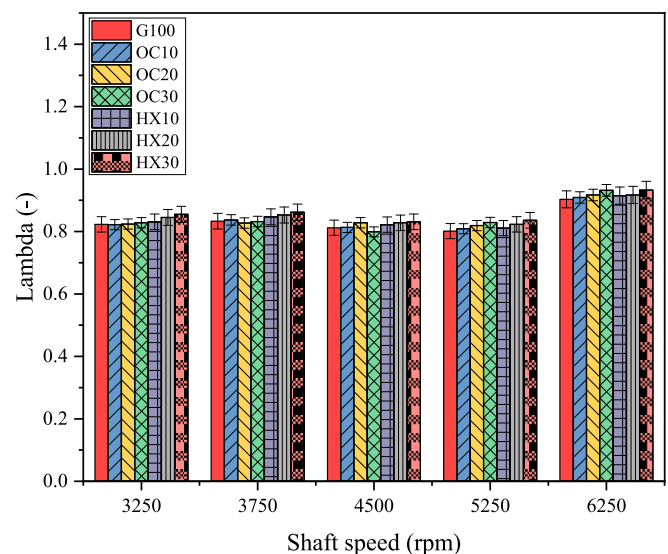 1.4
1.2
1.0
0.8
0.6
0.4
0.2
0.0
Lambda (-)
G100
OC10
OC20
OC30
HX10
HX20
HX30
3250 3750 4500 5250 6250
Shaft speed (rpm)